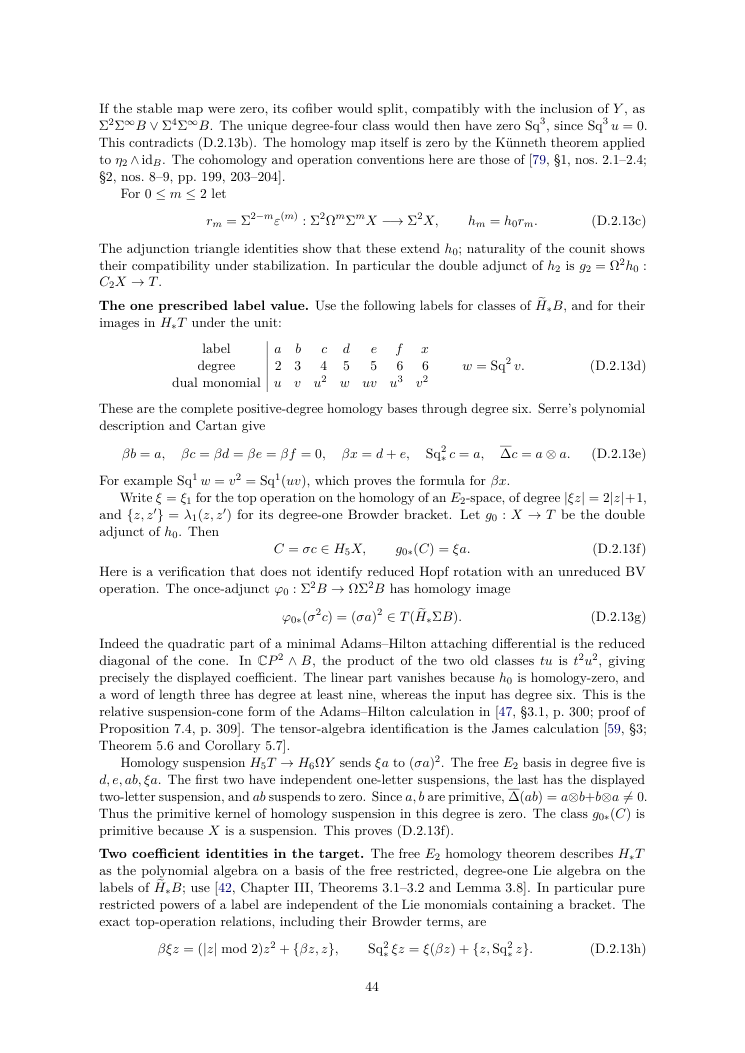 If the stable map were zero, its cofiber would split, compatibly with the inclusion of Y, as
Σ²Σ^∞B ∨ Σ⁴Σ^∞B. The unique degree-four class would then have zero Sq³, since Sq³ u = 0.
This contradicts (D.2.13b). The homology map itself is zero by the Künneth theorem applied
to η₂ ∧ id_B. The cohomology and operation conventions here are those of [79, §1, nos. 2.1–2.4;
§2, nos. 8–9, pp. 199, 203–204].
For 0 ≤ m ≤ 2 let
r_m = Σ^{2−m}ε^{(m)} : Σ²Ω^mΣ^mX ⟶ Σ²X, h_m = h₀r_m. (D.2.13c)
The adjunction triangle identities show that these extend h₀; naturality of the counit shows
their compatibility under stabilization. In particular the double adjunct of h₂ is g₂ = Ω²h₀ :
C₂X → T.
The one prescribed label value. Use the following labels for classes of H̃_*B, and for their
images in H_*T under the unit:
label a b c d e f x
degree 2 3 4 5 5 6 6 w = Sq² v. (D.2.13d)
dual monomial u v u² w uv u³ v²
These are the complete positive-degree homology bases through degree six. Serre's polynomial
description and Cartan give
βb = a, βc = βd = βe = βf = 0, βx = d + e, Sq²_* c = a, Δ̅c = a ⊗ a. (D.2.13e)
For example Sq¹ w = v² = Sq¹(uv), which proves the formula for βx.
Write ξ = ξ₁ for the top operation on the homology of an E₂-space, of degree |ξz| = 2|z|+1,
and {z, z′} = λ₁(z, z′) for its degree-one Browder bracket. Let g₀ : X → T be the double
adjunct of h₀. Then
C = σc ∈ H₅X, g₀_*(C) = ξa. (D.2.13f)
Here is a verification that does not identify reduced Hopf rotation with an unreduced BV
operation. The once-adjunct φ₀ : Σ²B → ΩΣ²B has homology image
φ₀_*(σ²c) = (σa)² ∈ T(H̃_*ΣB). (D.2.13g)
Indeed the quadratic part of a minimal Adams–Hilton attaching differential is the reduced
diagonal of the cone. In ℂP² ∧ B, the product of the two old classes tu is t²u², giving
precisely the displayed coefficient. The linear part vanishes because h₀ is homology-zero, and
a word of length three has degree at least nine, whereas the input has degree six. This is the
relative suspension-cone form of the Adams–Hilton calculation in [47, §3.1, p. 300; proof of
Proposition 7.4, p. 309]. The tensor-algebra identification is the James calculation [59, §3;
Theorem 5.6 and Corollary 5.7].
Homology suspension H₅T → H₆ΩY sends ξa to (σa)². The free E₂ basis in degree five is
d, e, ab, ξa. The first two have independent one-letter suspensions, the last has the displayed
two-letter suspension, and ab suspends to zero. Since a, b are primitive, Δ̅(ab) = a⊗b+b⊗a ≠ 0.
Thus the primitive kernel of homology suspension in this degree is zero. The class g₀_*(C) is
primitive because X is a suspension. This proves (D.2.13f).
Two coefficient identities in the target. The free E₂ homology theorem describes H_*T
as the polynomial algebra on a basis of the free restricted, degree-one Lie algebra on the
labels of H̃_*B; use [42, Chapter III, Theorems 3.1–3.2 and Lemma 3.8]. In particular pure
restricted powers of a label are independent of the Lie monomials containing a bracket. The
exact top-operation relations, including their Browder terms, are
βξz = (|z| mod 2)z² + {βz, z}, Sq²_* ξz = ξ(βz) + {z, Sq²_* z}. (D.2.13h)
44